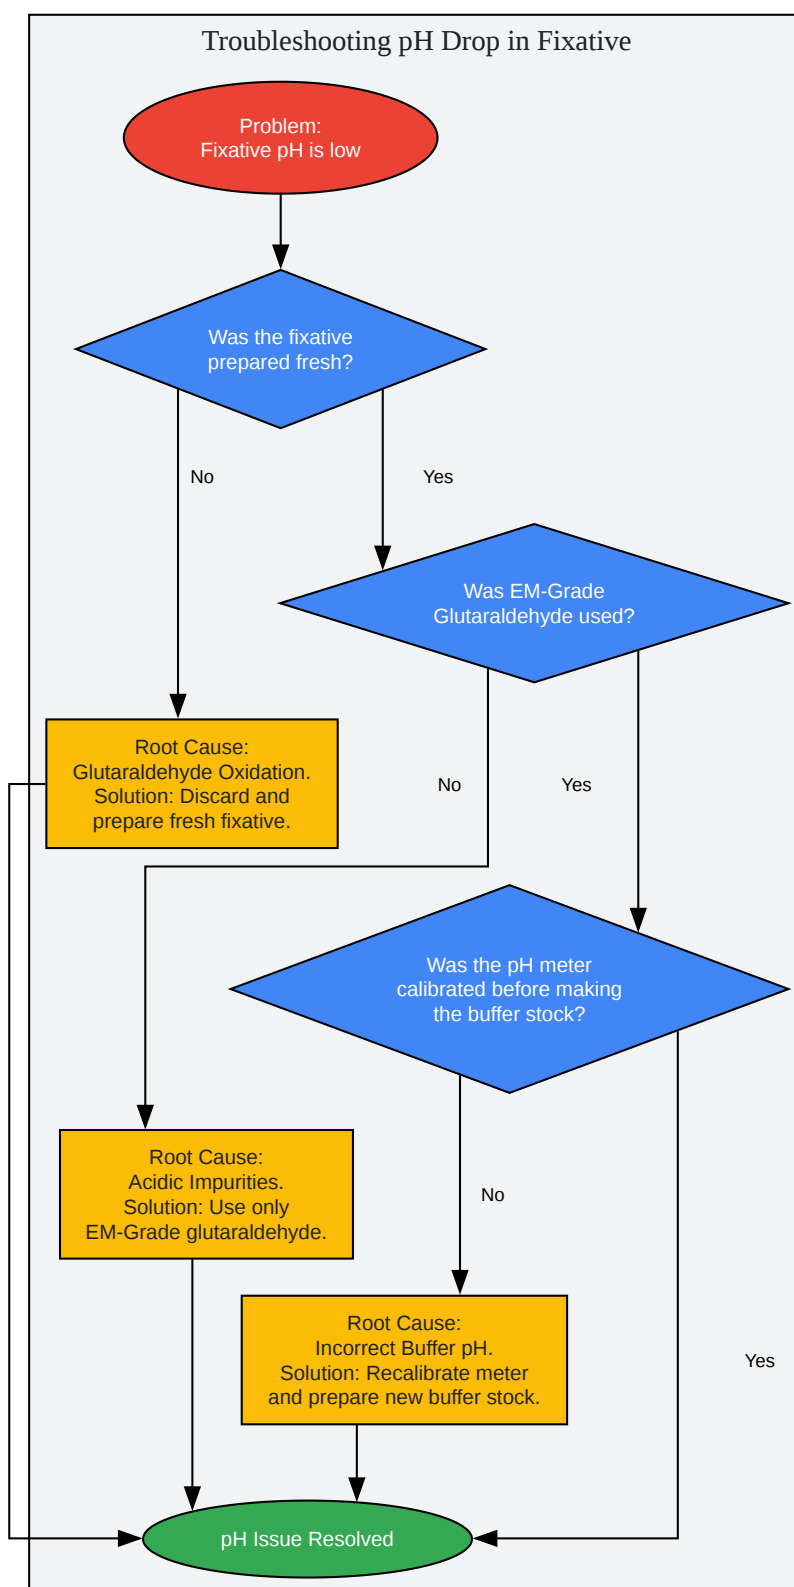 Troubleshooting pH Drop in Fixative
Problem:
Fixative pH is low
Was the fixative
prepared fresh?
No
Yes
Was EM-Grade
Glutaraldehyde used?
Root Cause:
Glutaraldehyde Oxidation.
Solution: Discard and
prepare fresh fixative.
No
Yes
Was the pH meter
calibrated before making
the buffer stock?
Root Cause:
Acidic Impurities.
Solution: Use only
EM-Grade glutaraldehyde.
No
Root Cause:
Incorrect Buffer pH.
Solution: Recalibrate meter
and prepare new buffer stock.
Yes
pH Issue Resolved